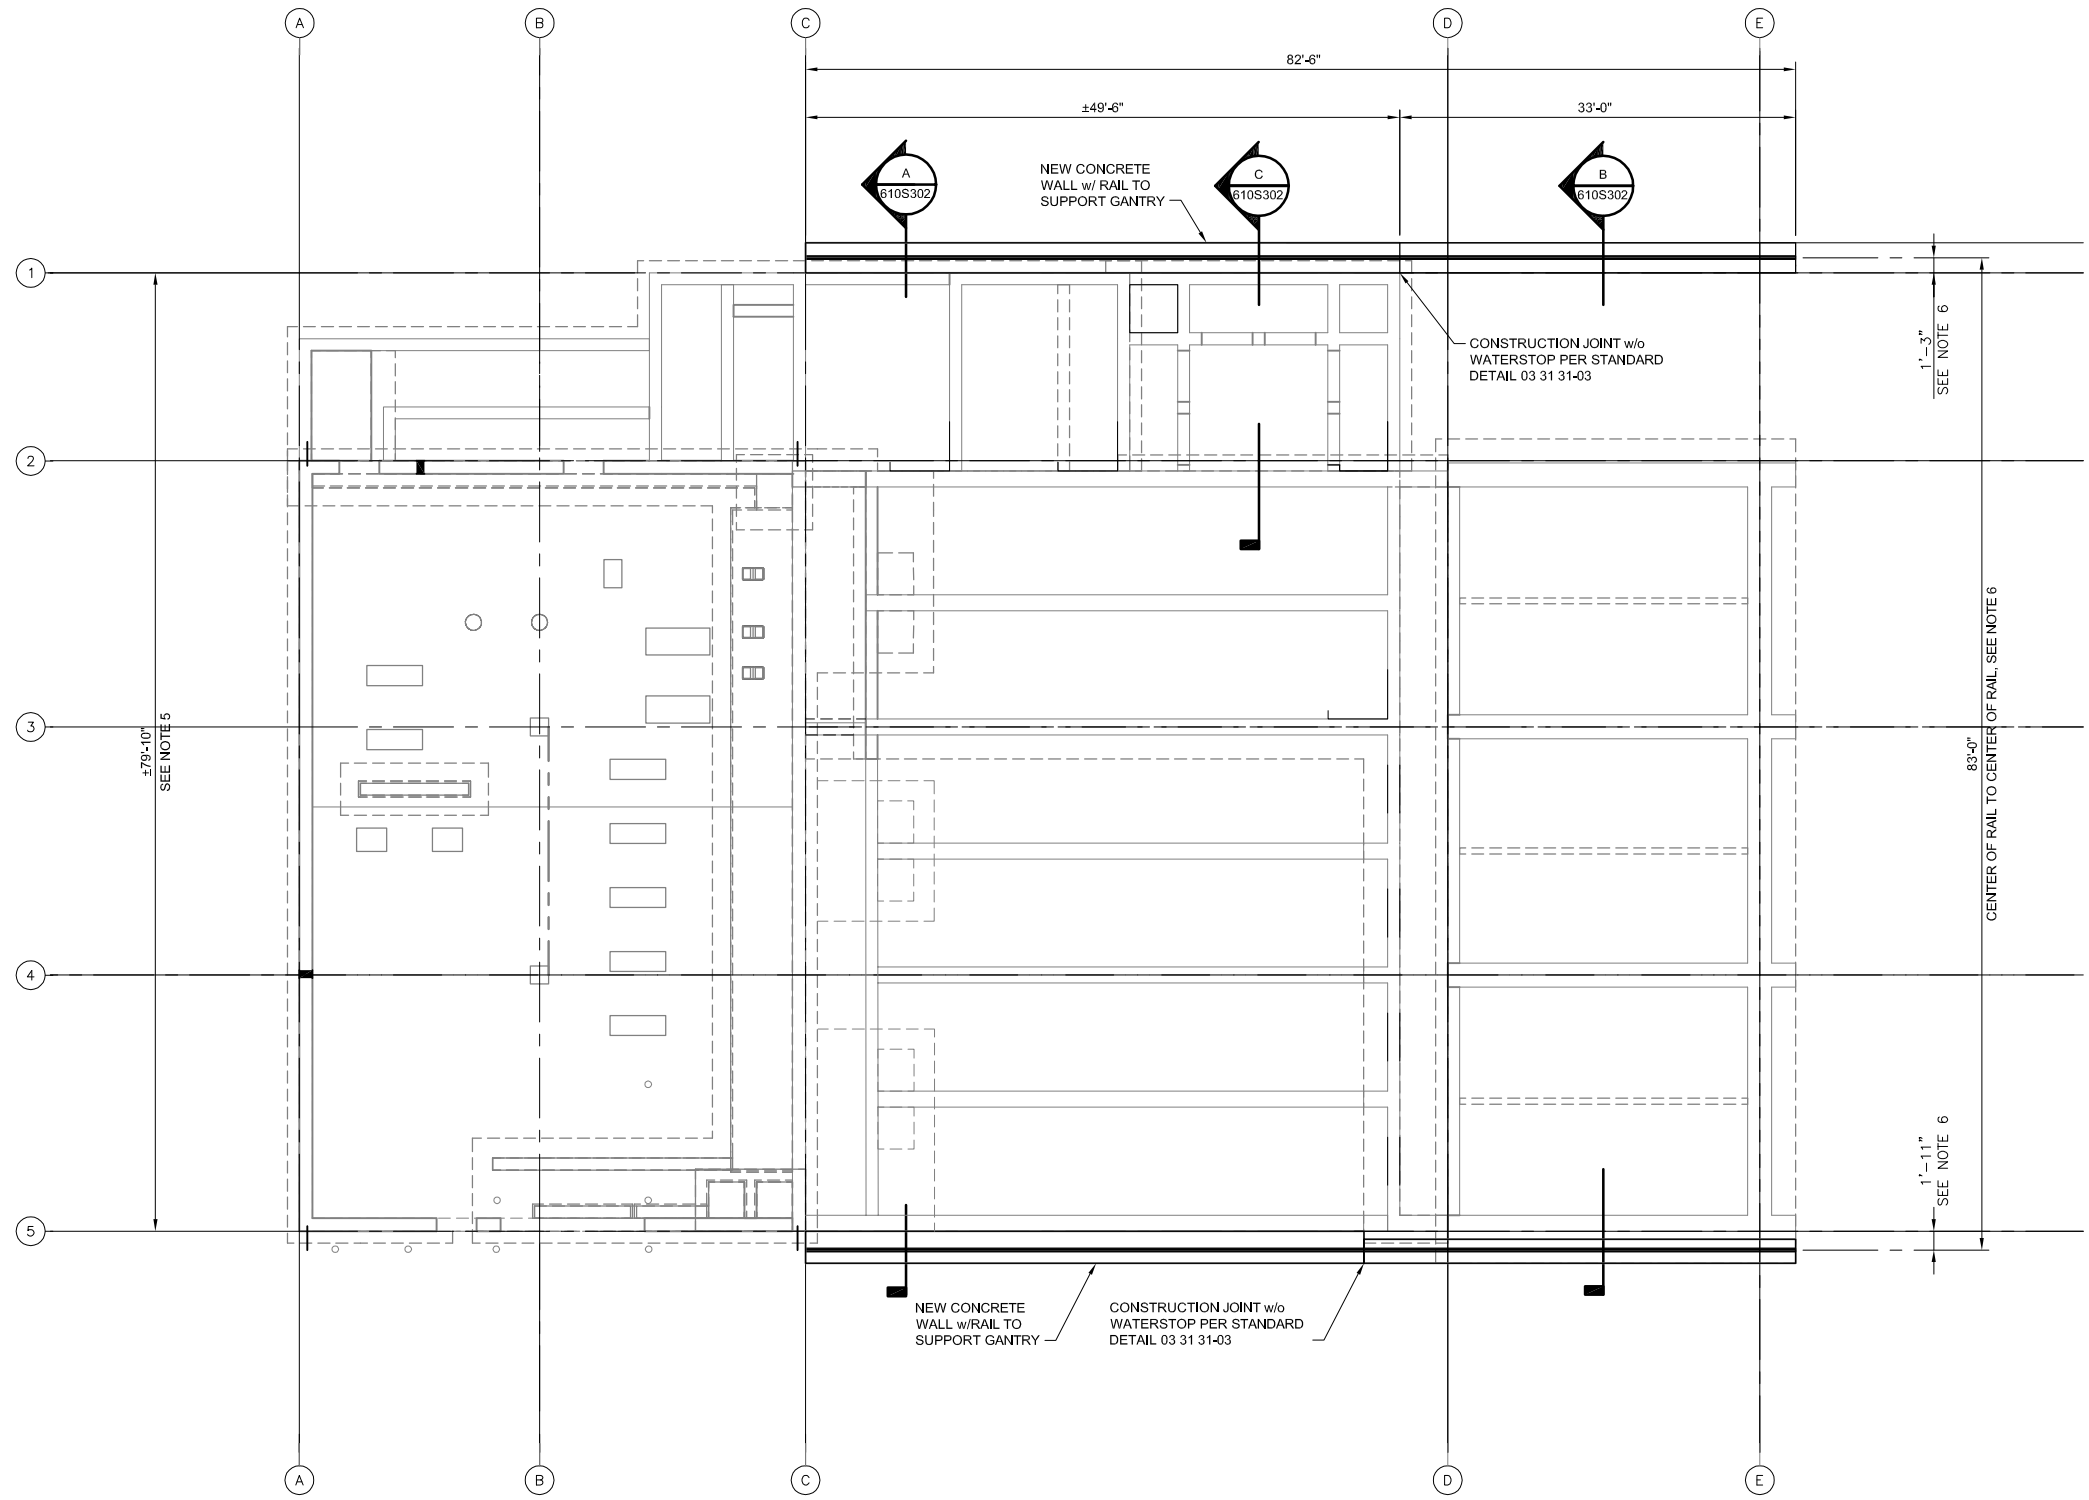 A
B
C
D
E
82'-6"
±49'-6"
33'-0"
A
610S302
C
610S302
B
610S302
NEW CONCRETE
WALL w/ RAIL TO
SUPPORT GANTRY
1
CONSTRUCTION JOINT w/o
WATERSTOP PER STANDARD
DETAIL 03 31 31-03
1'-3"
SEE NOTE 6
2
3
±79'-10"
SEE NOTE 5
83'-0"
CENTER OF RAIL TO CENTER OF RAIL, SEE NOTE 6
4
1'-11"
SEE NOTE 6
5
NEW CONCRETE
WALL w/RAIL TO
SUPPORT GANTRY
CONSTRUCTION JOINT w/o
WATERSTOP PER STANDARD
DETAIL 03 31 31-03
A
B
C
D
E